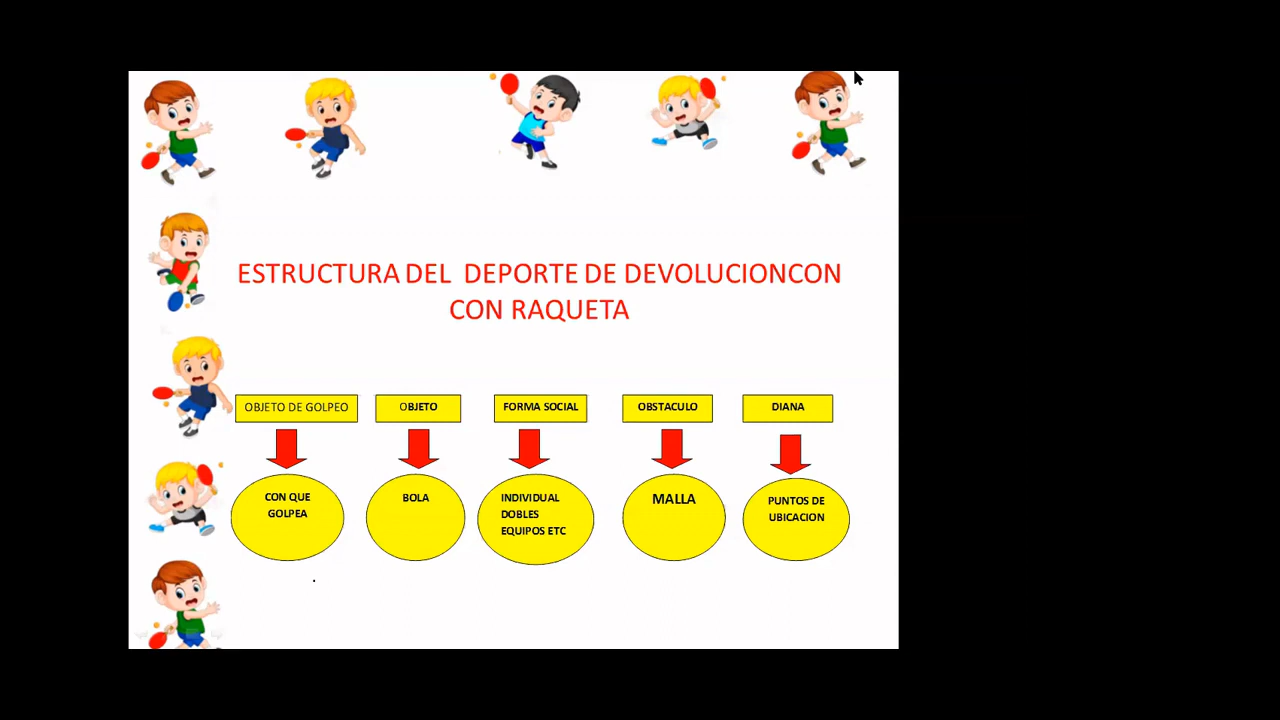 ESTRUCTURA DEL DEPORTE DE DEVOLUCIONCON
CON RAQUETA
OBJETO DE GOLPEO
OBJETO
FORMA SOCIAL
OBSTACULO
DIANA
CON QUE
GOLPEA
BOLA
INDIVIDUAL
DOBLES
EQUIPOS ETC
MALLA
PUNTOS DE
UBICACION